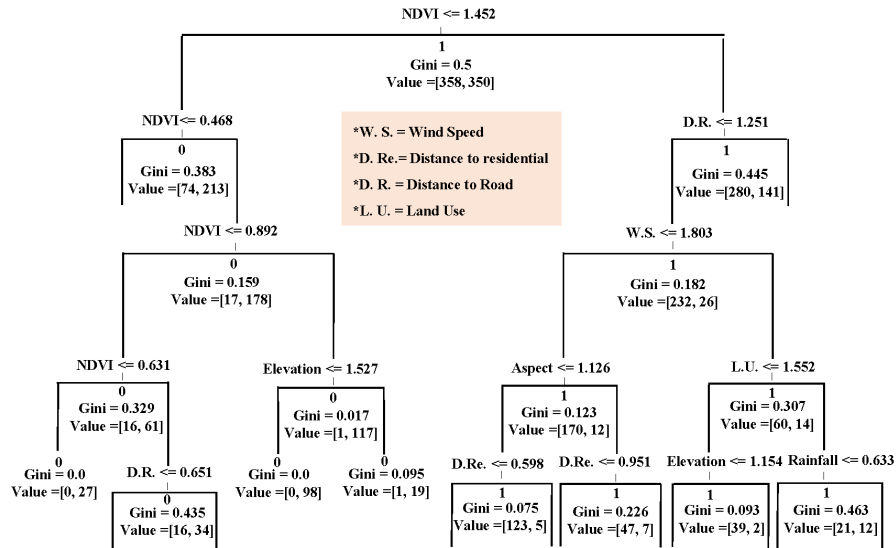 NDVI <= 1.452
1
Gini = 0.5
Value =[358, 350]
NDVI<= 0.468
0
Gini = 0.383
Value =[74, 213]
*W. S. = Wind Speed
*D. Re.= Distance to residential
*D. R. = Distance to Road
*L. U. = Land Use
D.R. <= 1.251
1
Gini = 0.445
Value =[280, 141]
NDVI <= 0.892
0
Gini = 0.159
Value =[17, 178]
W.S. <= 1.803
1
Gini = 0.182
Value =[232, 26]
NDVI <= 0.631
0
Gini = 0.329
Value =[16, 61]
Elevation <= 1.527
0
Gini = 0.017
Value =[1, 117]
Aspect <= 1.126
1
Gini = 0.123
Value =[170, 12]
L.U. <= 1.552
1
Gini = 0.307
Value =[60, 14]
0
Gini = 0.0
Value =[0, 27]
D.R. <= 0.651
0
Gini = 0.435
Value =[16, 34]
0
Gini = 0.0
Value =[0, 98]
0
Gini = 0.095
Value =[1, 19]
D.Re. <= 0.598
1
Gini = 0.075
Value =[123, 5]
D.Re. <= 0.951
1
Gini = 0.226
Value =[47, 7]
Elevation <= 1.154
1
Gini = 0.093
Value =[39, 2]
Rainfall <= 0.633
1
Gini = 0.463
Value =[21, 12]